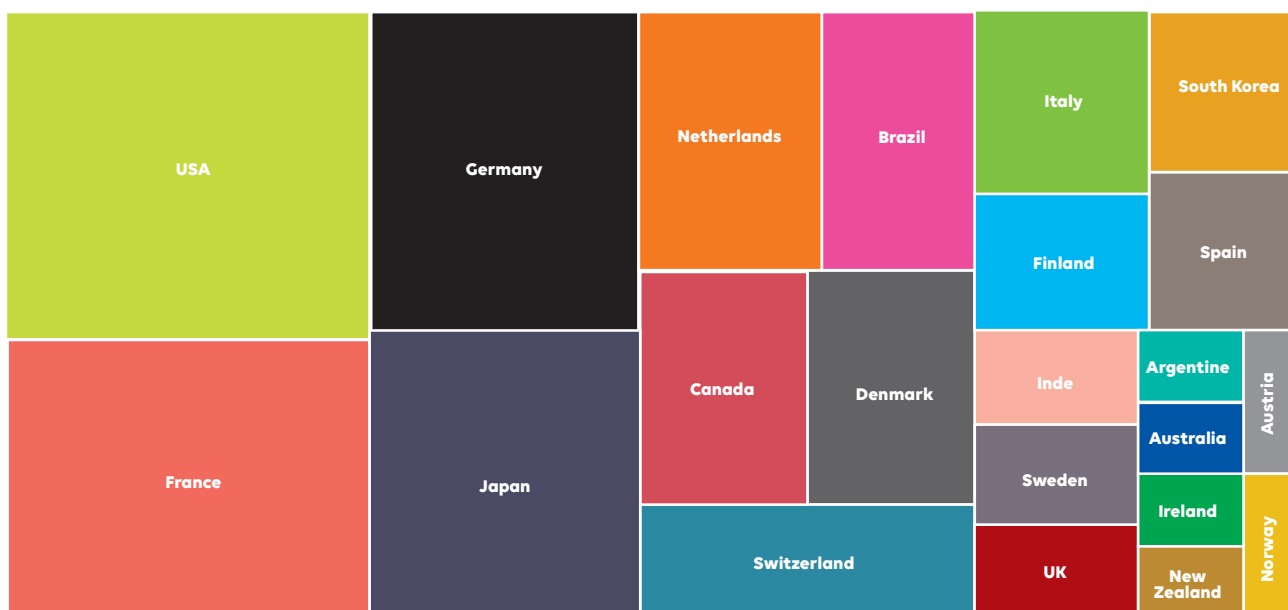 USA
Germany
Netherlands
Brazil
Italy
South Korea
Finland
Spain
France
Japan
Canada
Denmark
Switzerland
Inde
Sweden
UK
Argentine
Australia
Ireland
New
Zealand
Austria
Norway